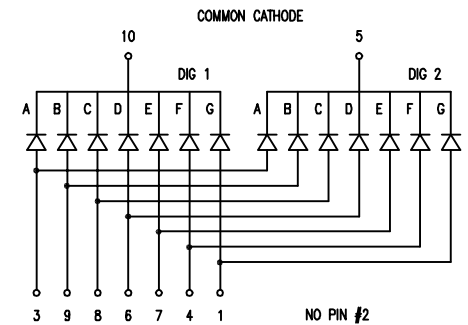 COMMON CATHODE
10 5
DIG 1 DIG 2
A B C D E F G A B C D E F G
3 9 8 6 7 4 1 NO PIN #2